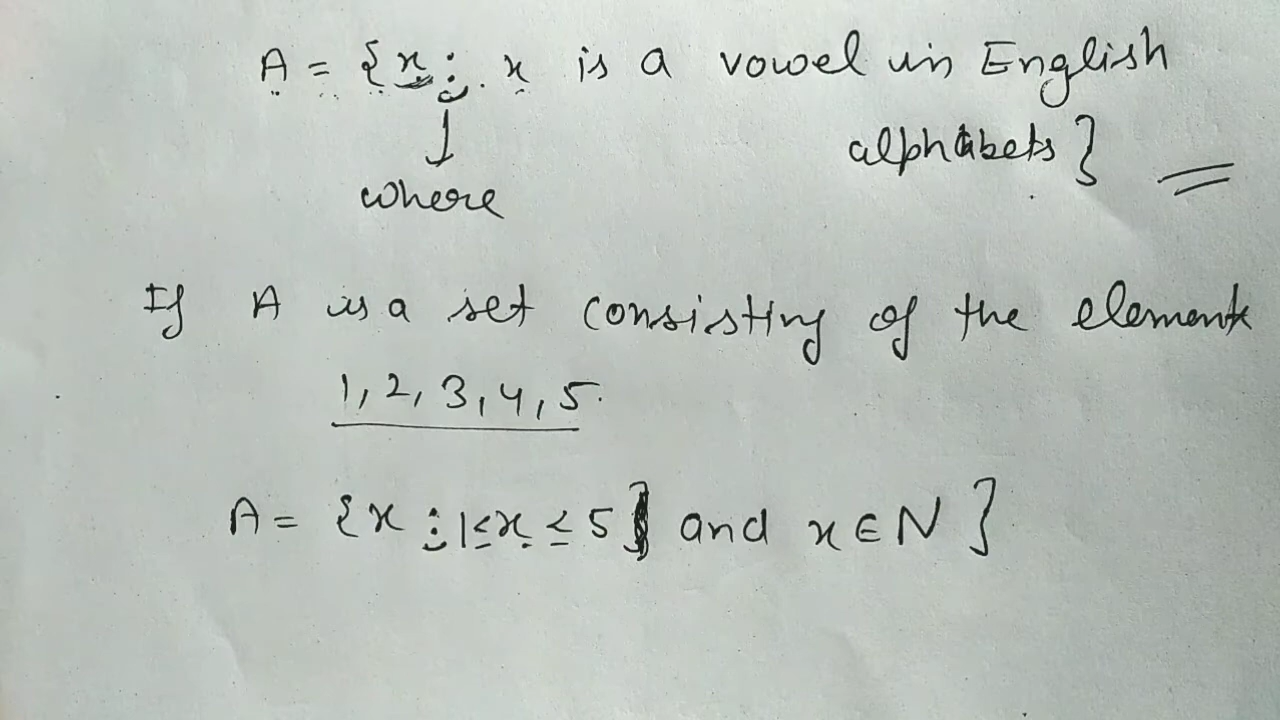 A = {x : x is a vowel in English
alphabets}
where
If A is a set consisting of the elements
1, 2, 3, 4, 5.
A = {x : 1 ≤ x ≤ 5 and x ∈ N}